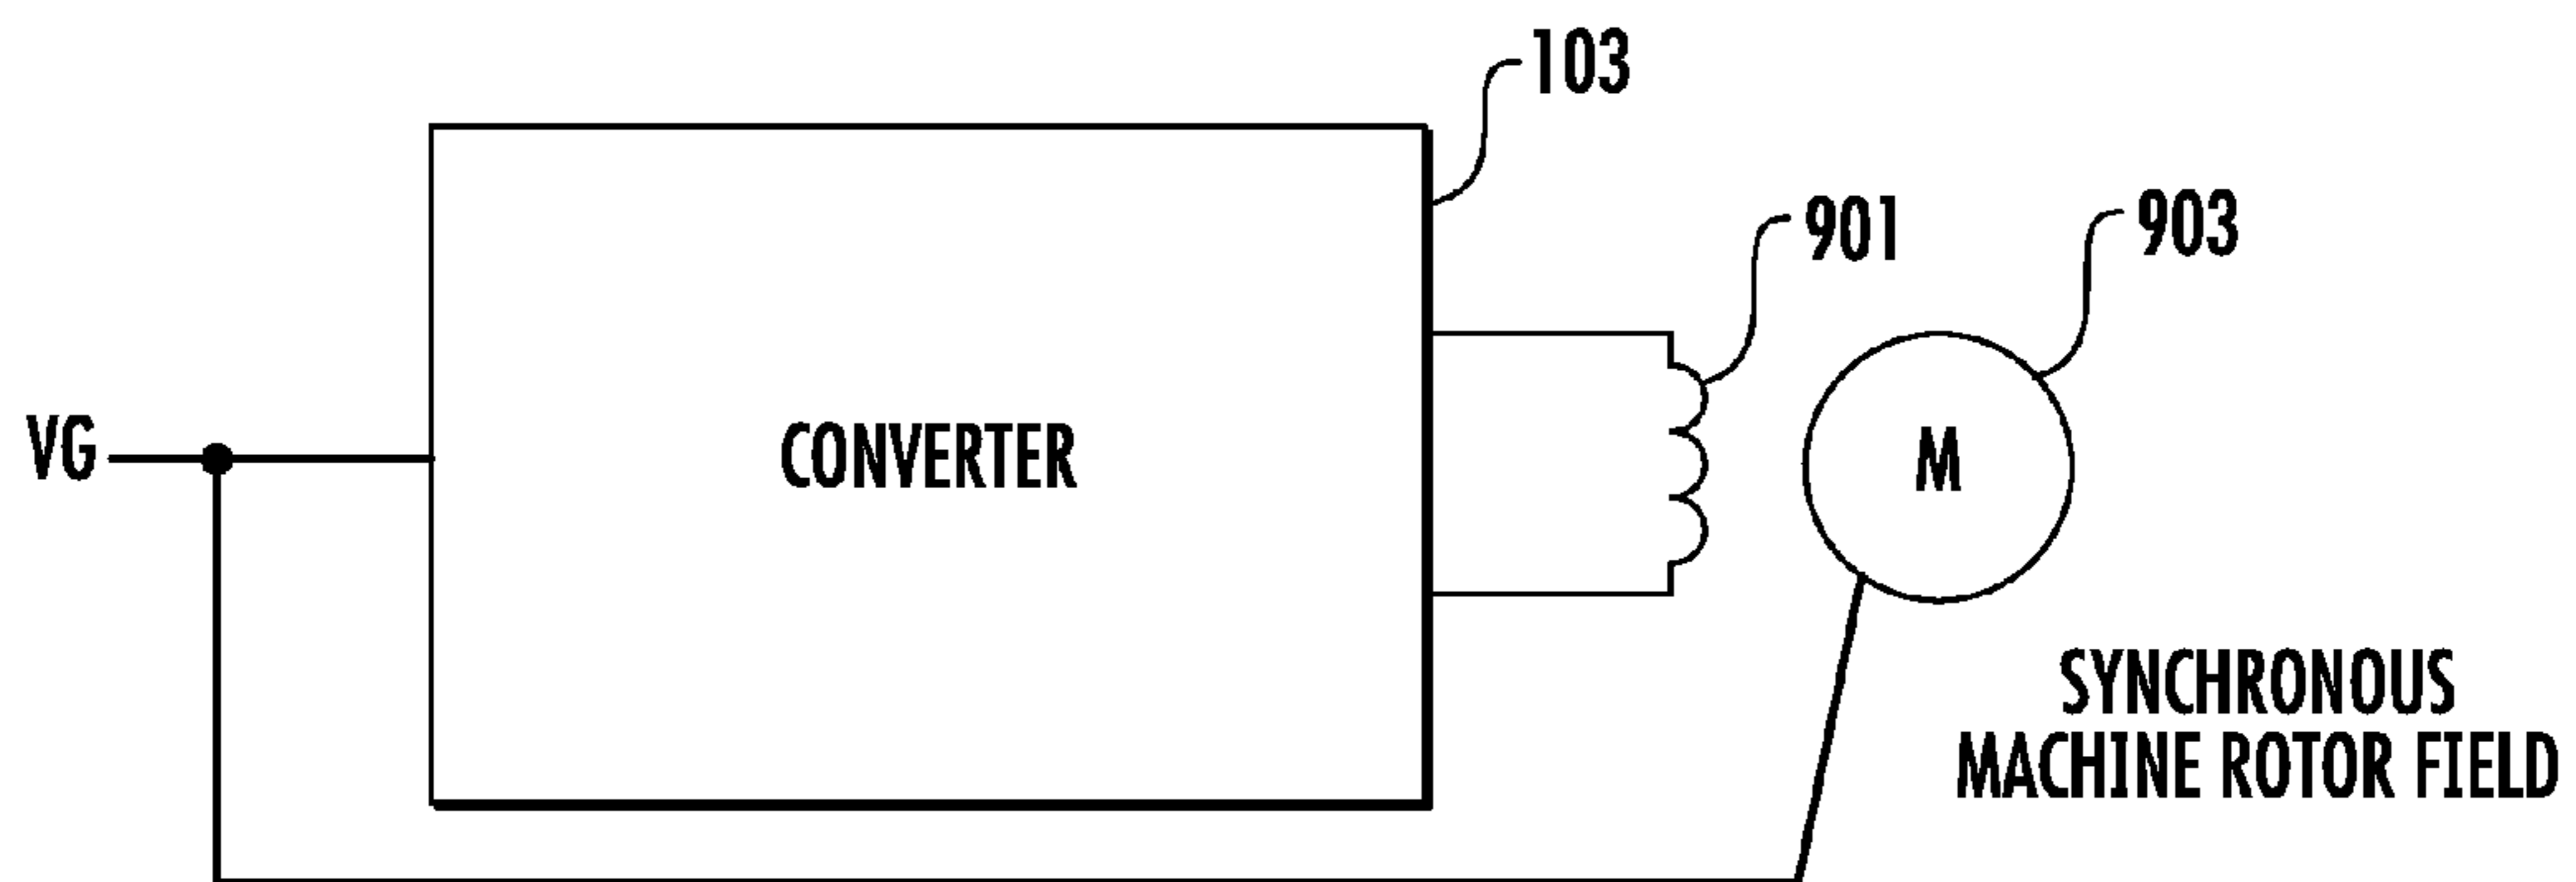 103
901
903
VG
CONVERTER
M
SYNCHRONOUS
MACHINE ROTOR FIELD